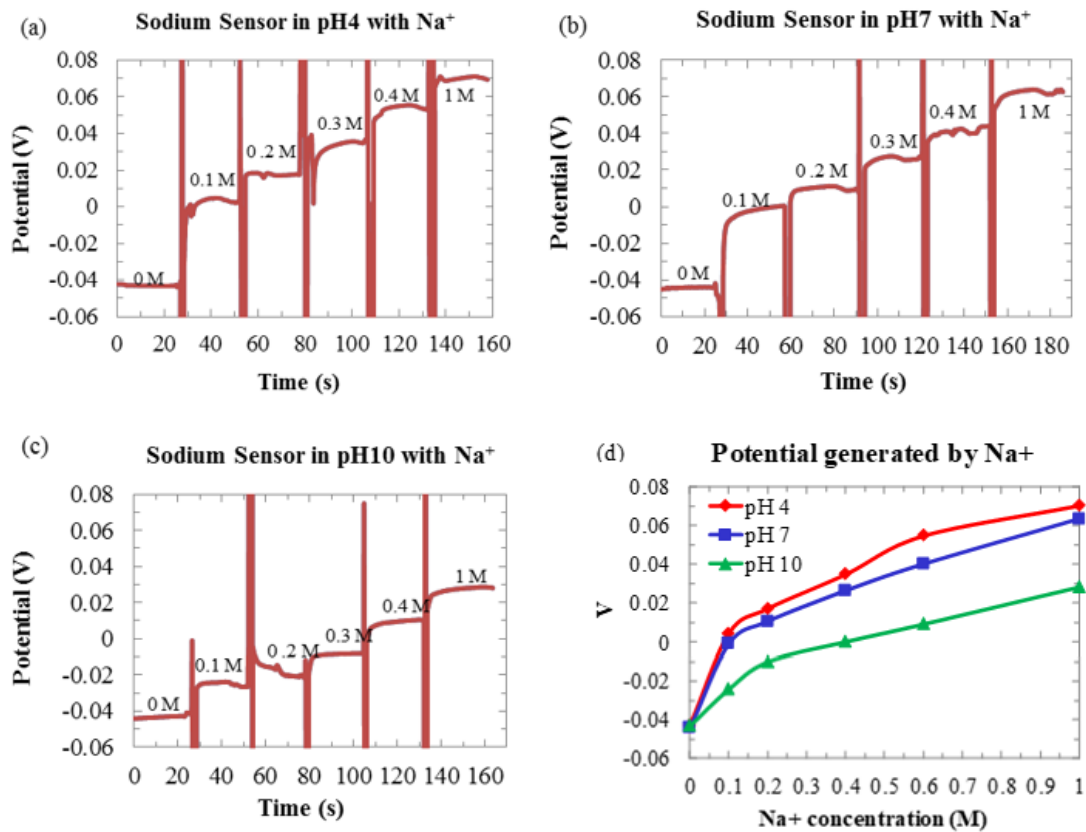 (a) Sodium Sensor in pH4 with Na⁺
0.08
0.06
0.04
0.02
0
-0.02
-0.04
-0.06
Potential (V)
0 M
0.1 M
0 .2 M
0.3 M
0.4 M
1 M
0 20 40 60 80 100 120 140 160
Time (s)
(b) Sodium Sensor in pH7 with Na⁺
0.08
0.06
0.04
0.02
0
-0.02
-0.04
-0.06
Potential (V)
0 M
0.1 M
0.2 M
0.3 M
0.4 M
1 M
0 20 40 60 80 100 120 140 160 180
Time (s)
(c) Sodium Sensor in pH10 with Na⁺
0.08
0.06
0.04
0.02
0
-0.02
-0.04
-0.06
Potential (V)
0 M
0.1 M
0 .2 M
0.3 M
0.4 M
1 M
0 20 40 60 80 100 120 140 160
Time (s)
(d) Potential generated by Na+
0.08
0.06
0.04
0.02
0
-0.02
-0.04
-0.06
V
pH 4
pH 7
pH 10
0 0.1 0.2 0.3 0.4 0.5 0.6 0.7 0.8 0.9 1
Na+ concentration (M)